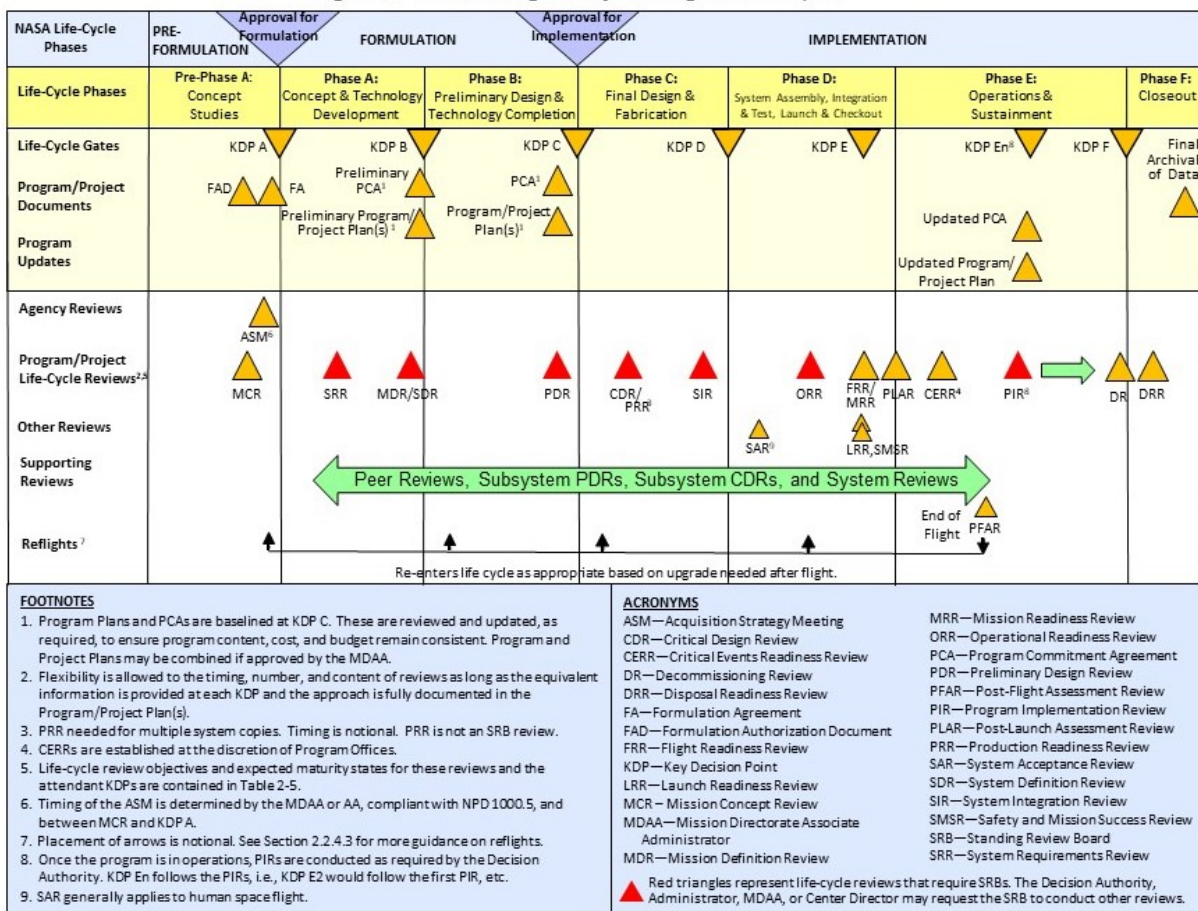 NASA Life-Cycle
Phases
PRE-
FORMULATION
Approval for
Formulation
FORMULATION
Approval for
Implementation
IMPLEMENTATION
Life-Cycle Phases
Pre-Phase A:
Concept
Studies
Phase A:
Concept & Technology
Development
Phase B:
Preliminary Design &
Technology Completion
Phase C:
Final Design &
Fabrication
Phase D:
System Assembly, Integration
& Test, Launch & Checkout
Phase E:
Operations &
Sustainment
Phase F:
Closeout
Life-Cycle Gates
KDP A
KDP B
KDP C
KDP D
KDP E
KDP En⁸
KDP F
Final
Archival
of Data
Program/Project
Documents
FAD
FA
Preliminary
PCA¹
PCA¹
Preliminary Program/
Project Plan(s) ¹
Program/Project
Plan(s)¹
Program
Updates
Updated PCA
Updated Program/
Project Plan
Agency Reviews
ASM⁶
Program/Project
Life-Cycle Reviews²,⁵
MCR
SRR
MDR/SDR
PDR
CDR/
PRR³
SIR
ORR
FRR/
MRR
PLAR
CERR⁴
PIR⁸
DR
DRR
Other Reviews
SAR⁹
LRR,SMSR
Supporting
Reviews
Peer Reviews, Subsystem PDRs, Subsystem CDRs, and System Reviews
End of
Flight
PFAR
Reflights ⁷
Re-enters life cycle as appropriate based on upgrade needed after flight.
FOOTNOTES
1. Program Plans and PCAs are baselined at KDP C. These are reviewed and updated, as
required, to ensure program content, cost, and budget remain consistent. Program and
Project Plans may be combined if approved by the MDAA.
2. Flexibility is allowed to the timing, number, and content of reviews as long as the equivalent
information is provided at each KDP and the approach is fully documented in the
Program/Project Plan(s).
3. PRR needed for multiple system copies. Timing is notional. PRR is not an SRB review.
4. CERRs are established at the discretion of Program Offices.
5. Life-cycle review objectives and expected maturity states for these reviews and the
attendant KDPs are contained in Table 2-5.
6. Timing of the ASM is determined by the MDAA or AA, compliant with NPD 1000.5, and
between MCR and KDP A.
7. Placement of arrows is notional. See Section 2.2.4.3 for more guidance on reflights.
8. Once the program is in operations, PIRs are conducted as required by the Decision
Authority. KDP En follows the PIRs, i.e., KDP E2 would follow the first PIR, etc.
9. SAR generally applies to human space flight.
ACRONYMS
ASM—Acquisition Strategy Meeting
CDR—Critical Design Review
CERR—Critical Events Readiness Review
DR—Decommissioning Review
DRR—Disposal Readiness Review
FA—Formulation Agreement
FAD—Formulation Authorization Document
FRR—Flight Readiness Review
KDP—Key Decision Point
LRR—Launch Readiness Review
MCR – Mission Concept Review
MDAA—Mission Directorate Associate
Administrator
MDR—Mission Definition Review
MRR—Mission Readiness Review
ORR—Operational Readiness Review
PCA—Program Commitment Agreement
PDR—Preliminary Design Review
PFAR—Post-Flight Assessment Review
PIR—Program Implementation Review
PLAR—Post-Launch Assessment Review
PRR—Production Readiness Review
SAR—System Acceptance Review
SDR—System Definition Review
SIR—System Integration Review
SMSR—Safety and Mission Success Review
SRB—Standing Review Board
SRR—System Requirements Review
Red triangles represent life-cycle reviews that require SRBs. The Decision Authority,
Administrator, MDAA, or Center Director may request the SRB to conduct other reviews.